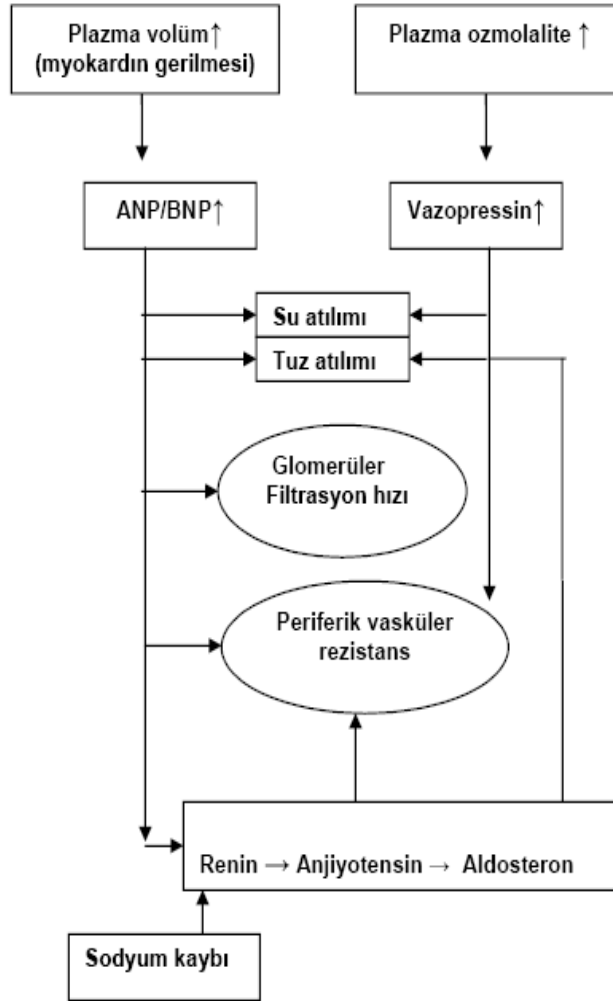 Plazma volüm↑
(myokardın gerilmesi)
Plazma ozmolalite ↑
ANP/BNP↑
Vazopressin↑
Su atılımı
Tuz atılımı
Glomerüler
Filtrasyon hızı
Periferik vasküler
rezistans
Renin → Anjiyotensin → Aldosteron
Sodyum kaybı